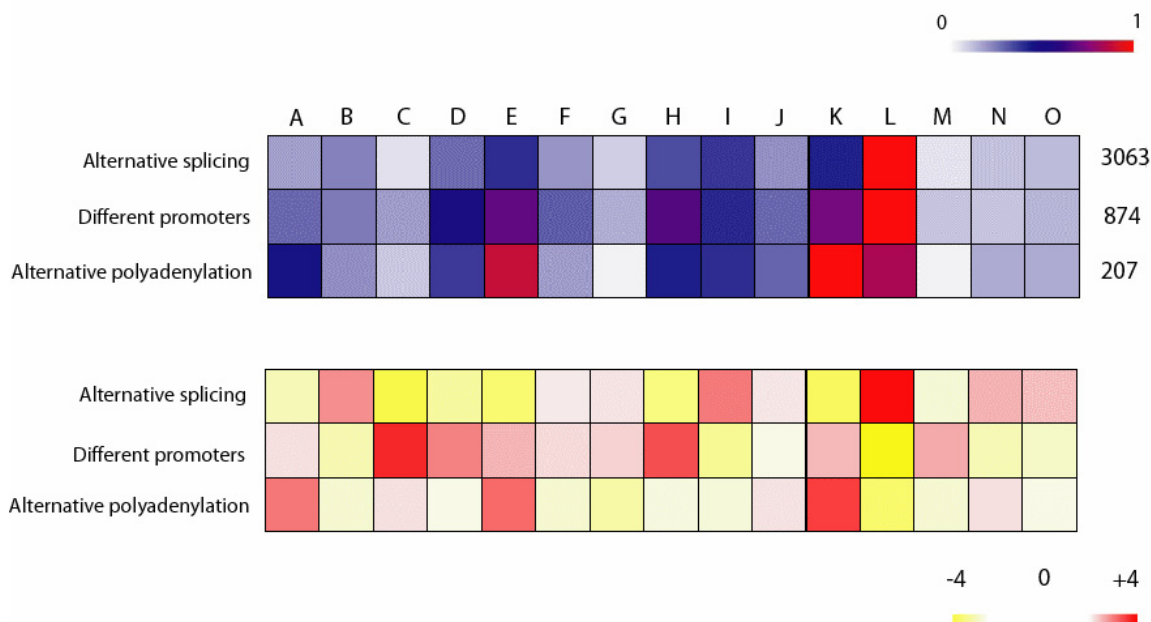 0 1
A B C D E F G H I J K L M N O
Alternative splicing 3063
Different promoters 874
Alternative polyadenylation 207
Alternative splicing
Different promoters
Alternative polyadenylation
-4 0 +4